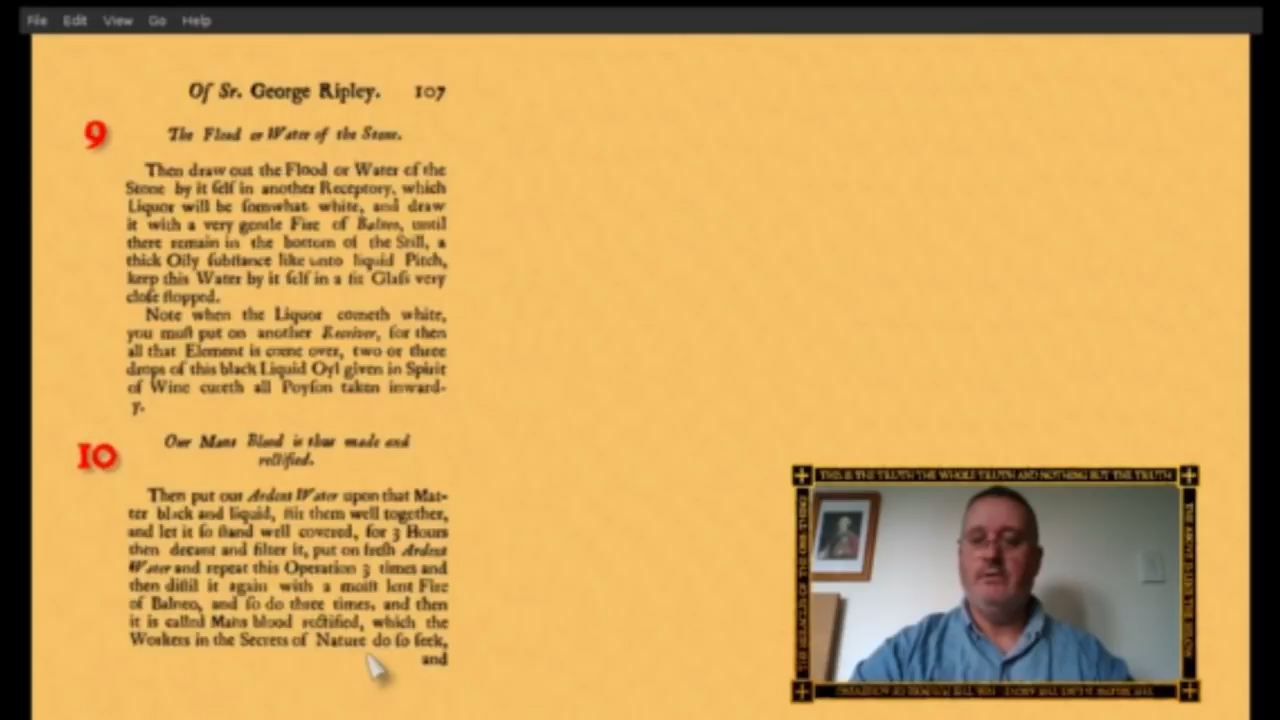 File Edit View Go Help
Of Sr. George Ripley. 107
9
The Flood or Water of the Stone.
Then draw out the Flood or Water of the
Stone by it ſelf in another Receptory, which
Liquor will be ſomwhat white, and draw
it with a very gentle Fire of Balneo, until
there remain in the bottom of the Still, a
thick Oily ſubſtance like unto liquid Pitch,
keep this Water by it ſelf in a fit Glaſs very
cloſe ſtopped.
Note when the Liquor cometh white,
you muſt put on another Receiver, for then
all that Element is come over, two or three
drops of this black Liquid Oyl given in Spirit
of Wine cureth all Poyſon taken inward-
y.
10
Our Mans Blood is thus made and
rectified.
Then put our Ardent Water upon that Mat-
ter black and liquid, ſtir them well together,
and let it ſo ſtand well covered, for 3 Hours
then decant and filter it, put on freſh Ardent
Water and repeat this Operation 3 times and
then diſtil it again with a moiſt lent Fire
of Balneo, and ſo do three times, and then
it is called Mans blood rectified, which the
Workers in the Secrets of Nature do ſo ſeek,
and
THIS IS THE TRUTH THE WHOLE TRUTH AND NOTHING BUT THE TRUTH